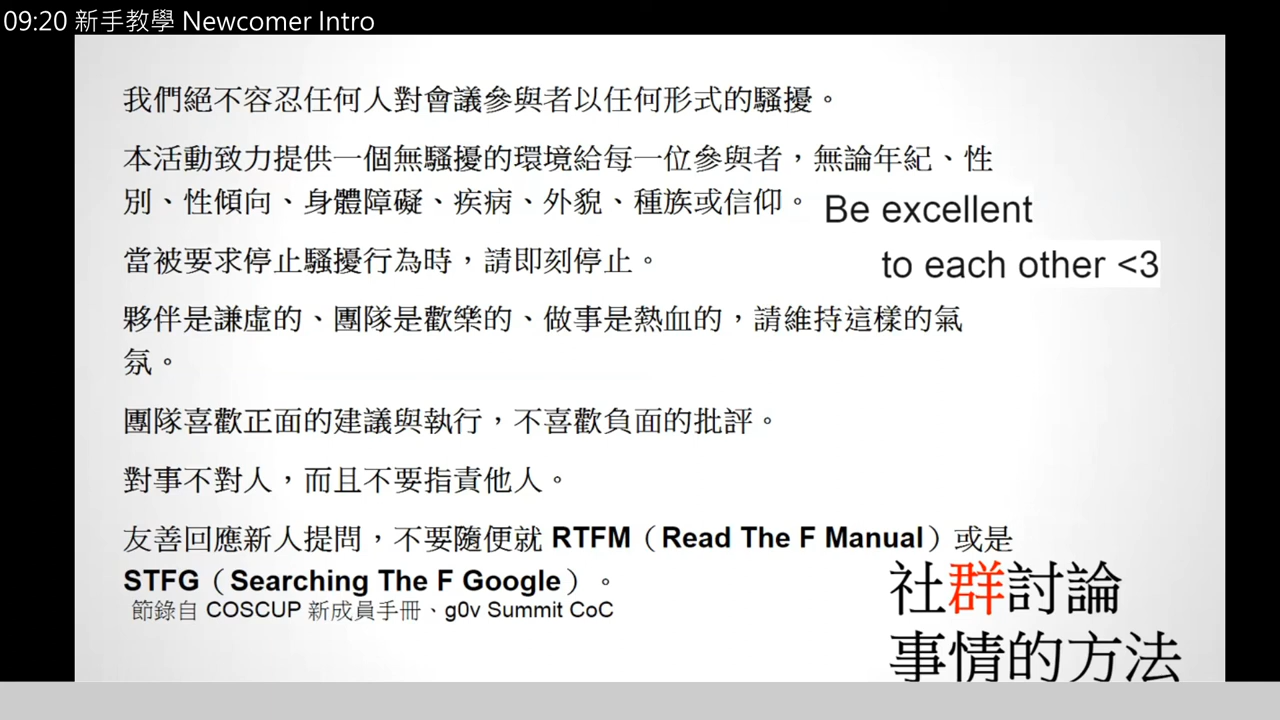 09:20 新手教學 Newcomer Intro
我們絕不容忍任何人對會議參與者以任何形式的騷擾。
本活動致力提供一個無騷擾的環境給每一位參與者，無論年紀、性
別、性傾向、身體障礙、疾病、外貌、種族或信仰。
Be excellent
to each other <3
當被要求停止騷擾行為時，請即刻停止。
夥伴是謙虛的、團隊是歡樂的、做事是熱血的，請維持這樣的氣
氛。
團隊喜歡正面的建議與執行，不喜歡負面的批評。
對事不對人，而且不要指責他人。
友善回應新人提問，不要隨便就 RTFM（Read The F Manual）或是
STFG（Searching The F Google）。
節錄自 COSCUP 新成員手冊、g0v Summit CoC
社群討論
事情的方法